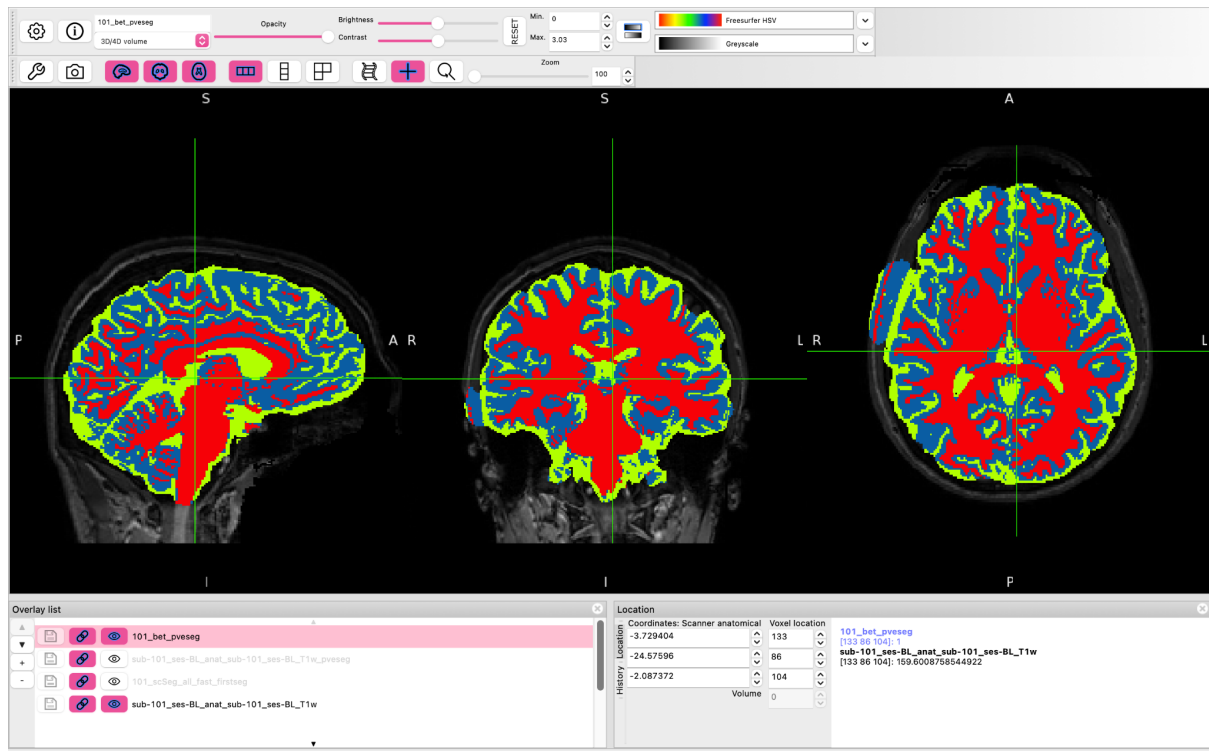 101_bet_pveseg
3D/4D volume
Opacity
Brightness
Contrast
RESET
Min. 0
Max. 3.03
Freesurfer HSV
Greyscale
Zoom
100
S
S
A
P
A R
L R
L
I
I
P
Overlay list
101_bet_pveseg
sub-101_ses-BL_anat_sub-101_ses-BL_T1w_pveseg
101_scSeg_all_fast_firstseg
sub-101_ses-BL_anat_sub-101_ses-BL_T1w
Location
Location
History
Coordinates: Scanner anatomical Voxel location
-3.729404 133
-24.57596 86
-2.087372 104
Volume 0
101_bet_pveseg
[133 86 104]: 1
sub-101_ses-BL_anat_sub-101_ses-BL_T1w
[133 86 104]: 159.6008758544922